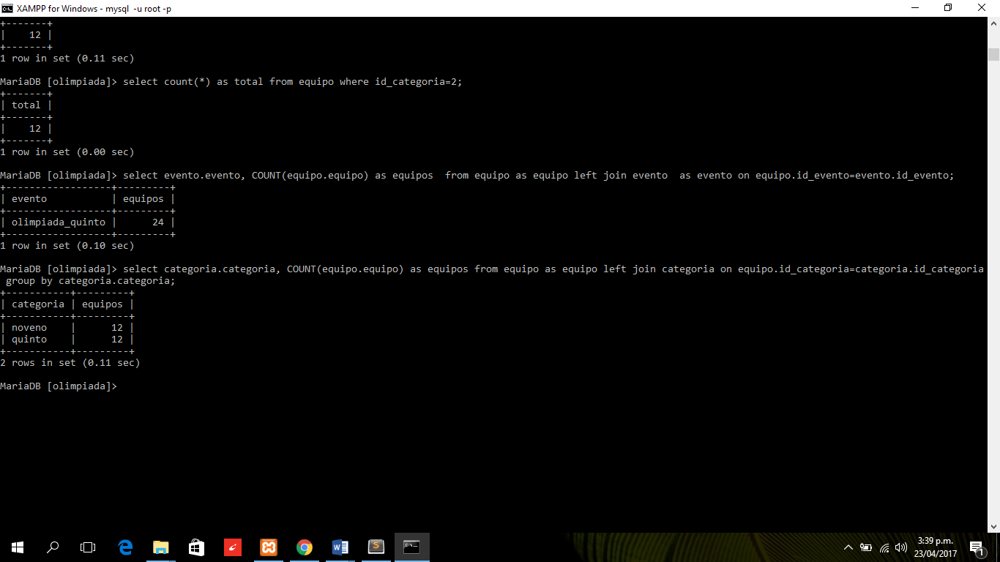 XAMPP for Windows - mysql  -u root -p
+-------+
|    12 |
+-------+
1 row in set (0.11 sec)
MariaDB [olimpiada]> select count(*) as total from equipo where id_categoria=2;
+-------+
| total |
+-------+
|    12 |
+-------+
1 row in set (0.00 sec)
MariaDB [olimpiada]> select evento.evento, COUNT(equipo.equipo) as equipos  from equipo as equipo left join evento  as evento on equipo.id_evento=evento.id_evento;
+------------------+---------+
| evento           | equipos |
+------------------+---------+
| olimpiada_quinto |      24 |
+------------------+---------+
1 row in set (0.10 sec)
MariaDB [olimpiada]> select categoria.categoria, COUNT(equipo.equipo) as equipos from equipo as equipo left join categoria on equipo.id_categoria=categoria.id_categoria
 group by categoria.categoria;
+-----------+---------+
| categoria | equipos |
+-----------+---------+
| noveno    |      12 |
| quinto    |      12 |
+-----------+---------+
2 rows in set (0.11 sec)
MariaDB [olimpiada]>
3:39 p.m.
23/04/2017
1